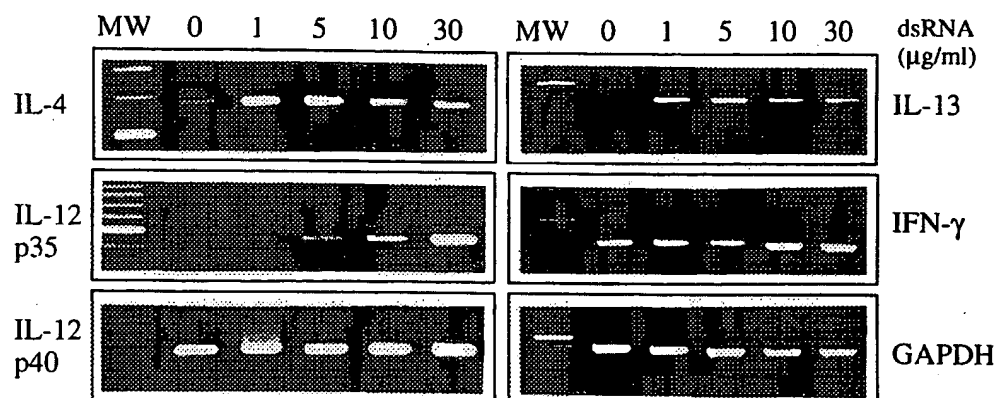 MW 0 1 5 10 30 MW 0 1 5 10 30 dsRNA
(µg/ml)
IL-4
IL-13
IL-12
p35
IFN-γ
IL-12
p40
GAPDH